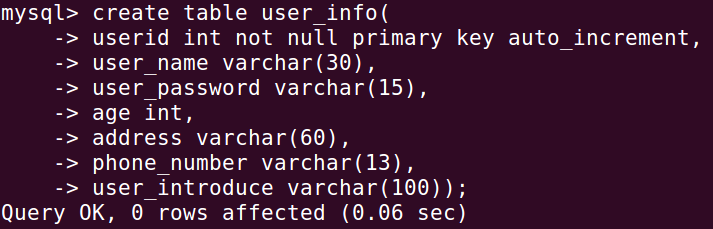 mysql> create table user_info(
    -> userid int not null primary key auto_increment,
    -> user_name varchar(30),
    -> user_password varchar(15),
    -> age int,
    -> address varchar(60),
    -> phone_number varchar(13),
    -> user_introduce varchar(100));
Query OK, 0 rows affected (0.06 sec)